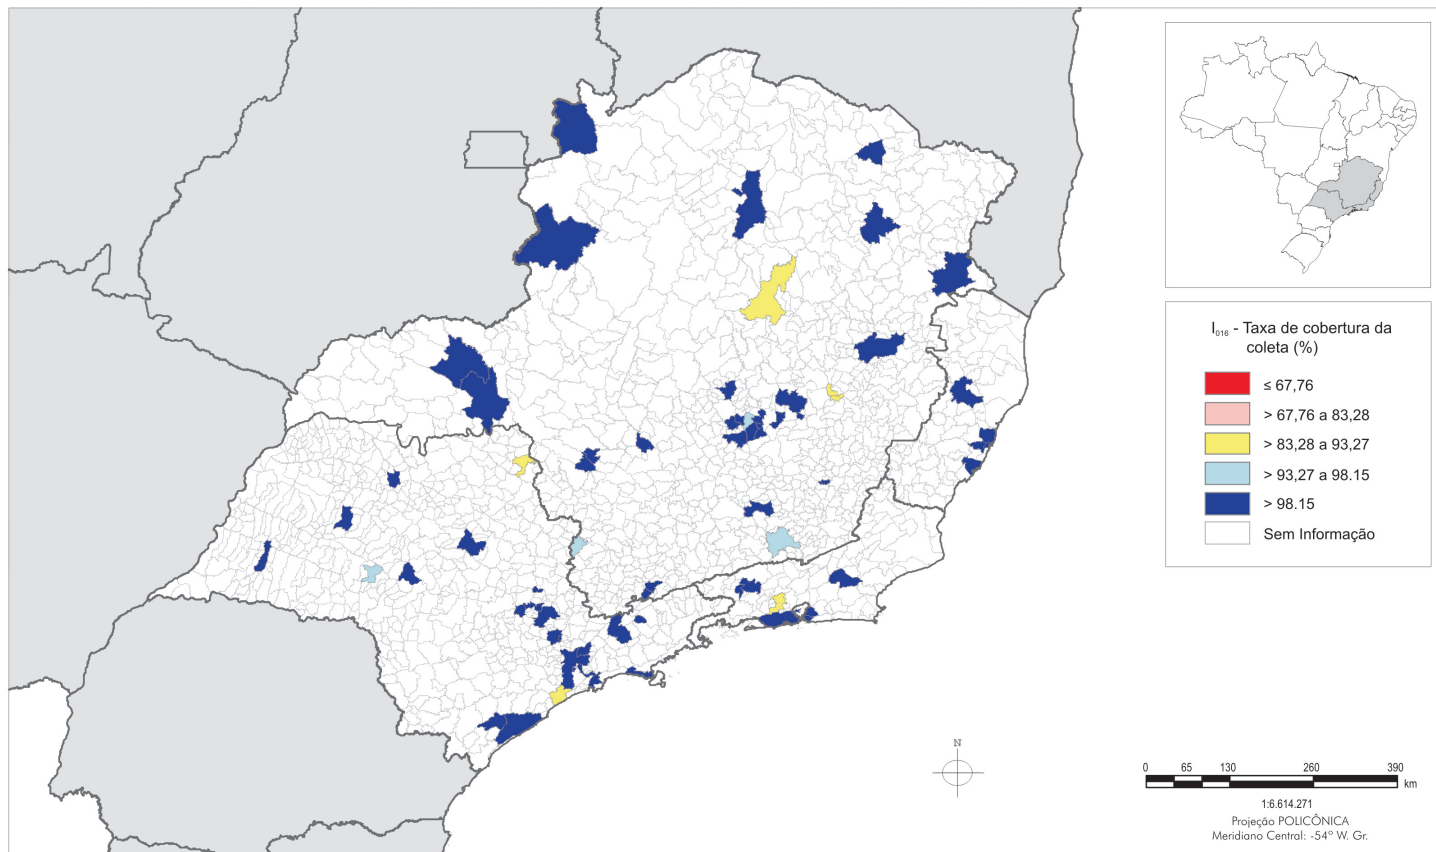 I₀₁₆ - Taxa de cobertura da
coleta (%)
≤ 67,76
> 67,76 a 83,28
> 83,28 a 93,27
> 93,27 a 98.15
> 98.15
Sem Informação
N
0 65 130 260 390
km
1:6.614.271
Projeção POLICÔNICA
Meridiano Central: -54º W. Gr.